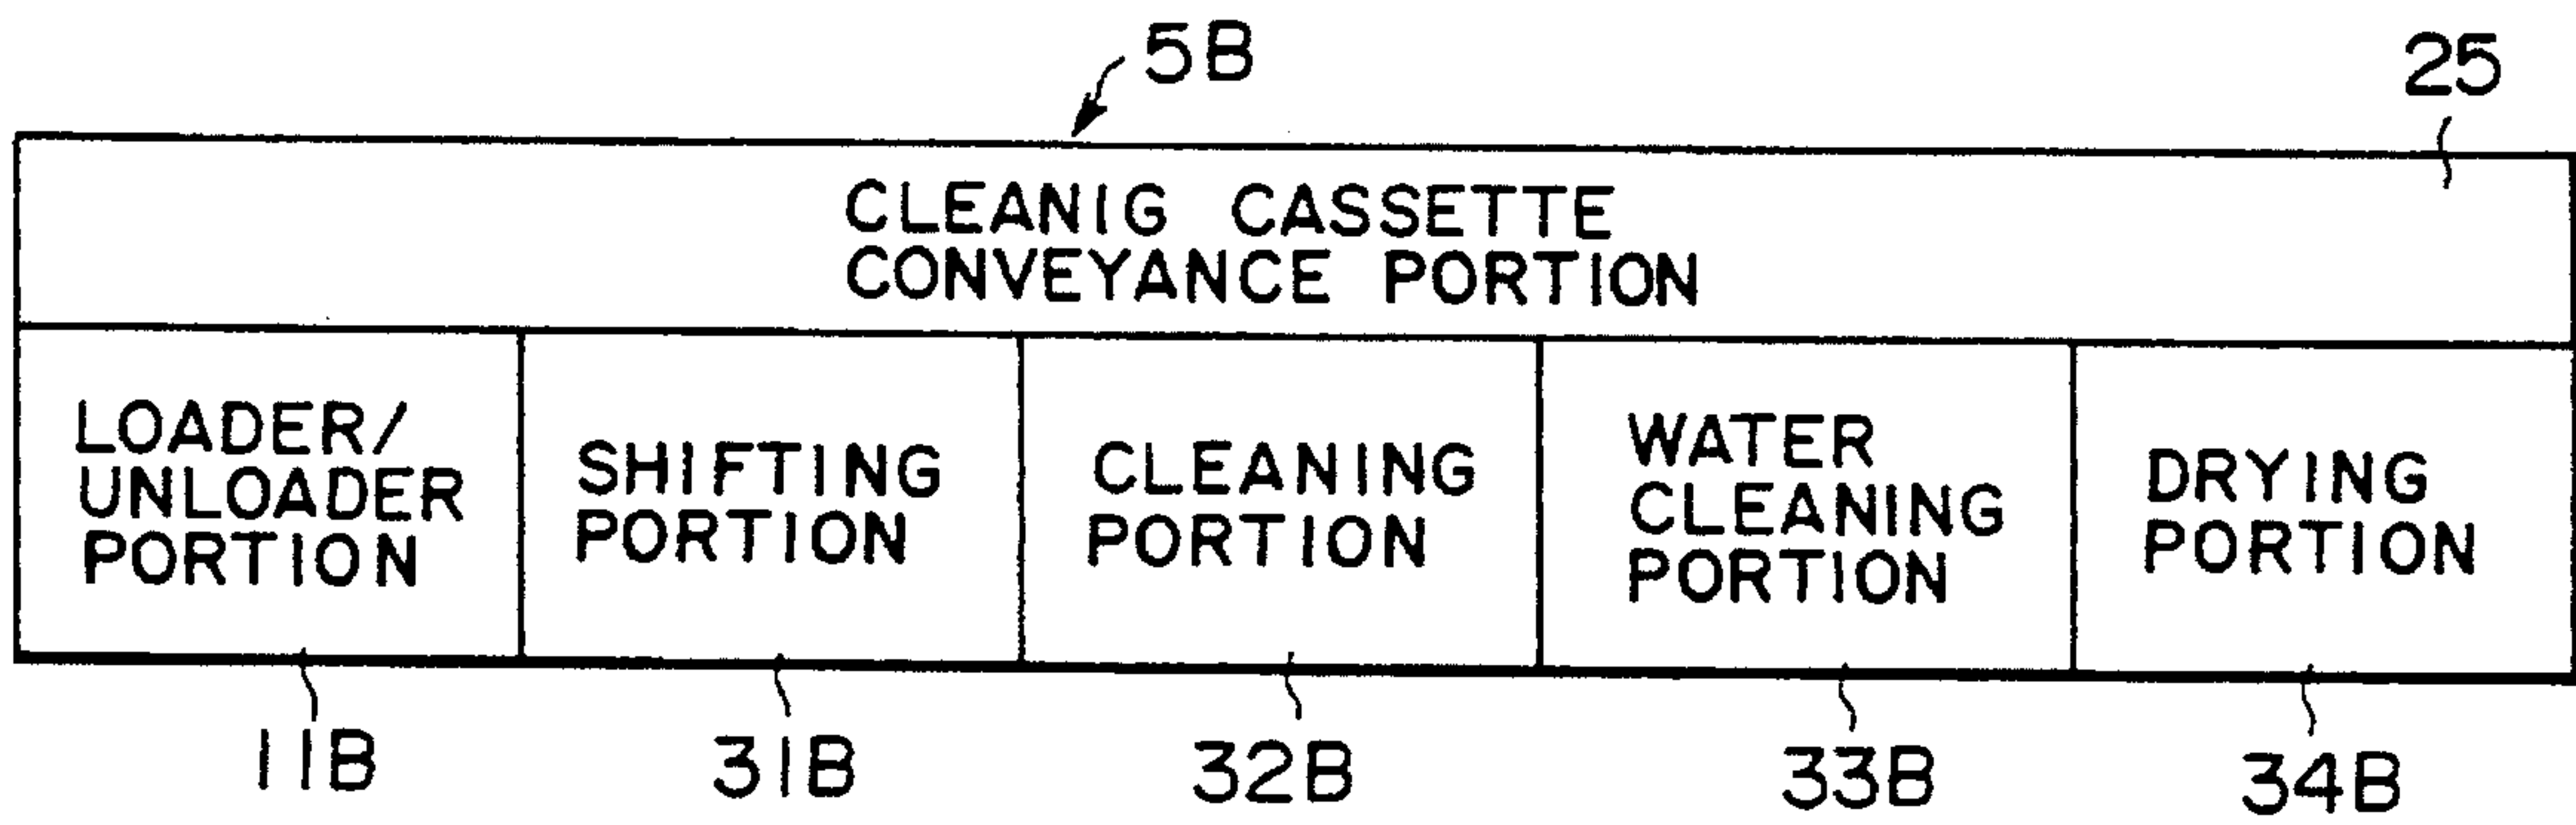 5B
25
CLEANIG CASSETTE
CONVEYANCE PORTION
LOADER/
UNLOADER
PORTION
SHIFTING
PORTION
CLEANING
PORTION
WATER
CLEANING
PORTION
DRYING
PORTION
11B
31B
32B
33B
34B